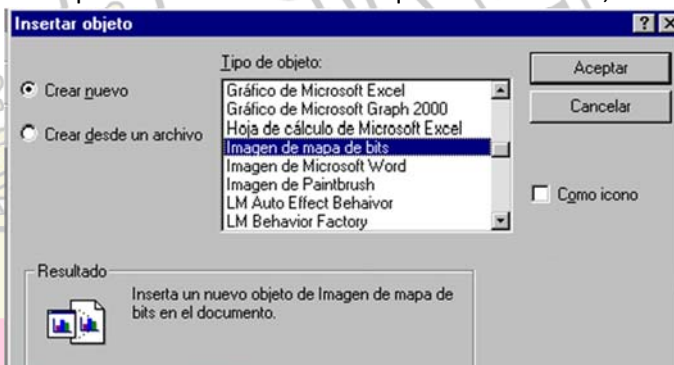 Insertar objeto
Tipo de objeto:
Crear nuevo
Crear desde un archivo
Gráfico de Microsoft Excel
Gráfico de Microsoft Graph 2000
Hoja de cálculo de Microsoft Excel
Imagen de mapa de bits
Imagen de Microsoft Word
Imagen de Paintbrush
LM Auto Effect Behaivor
LM Behavior Factory
Aceptar
Cancelar
Como icono
Resultado
Inserta un nuevo objeto de Imagen de mapa de
bits en el documento.